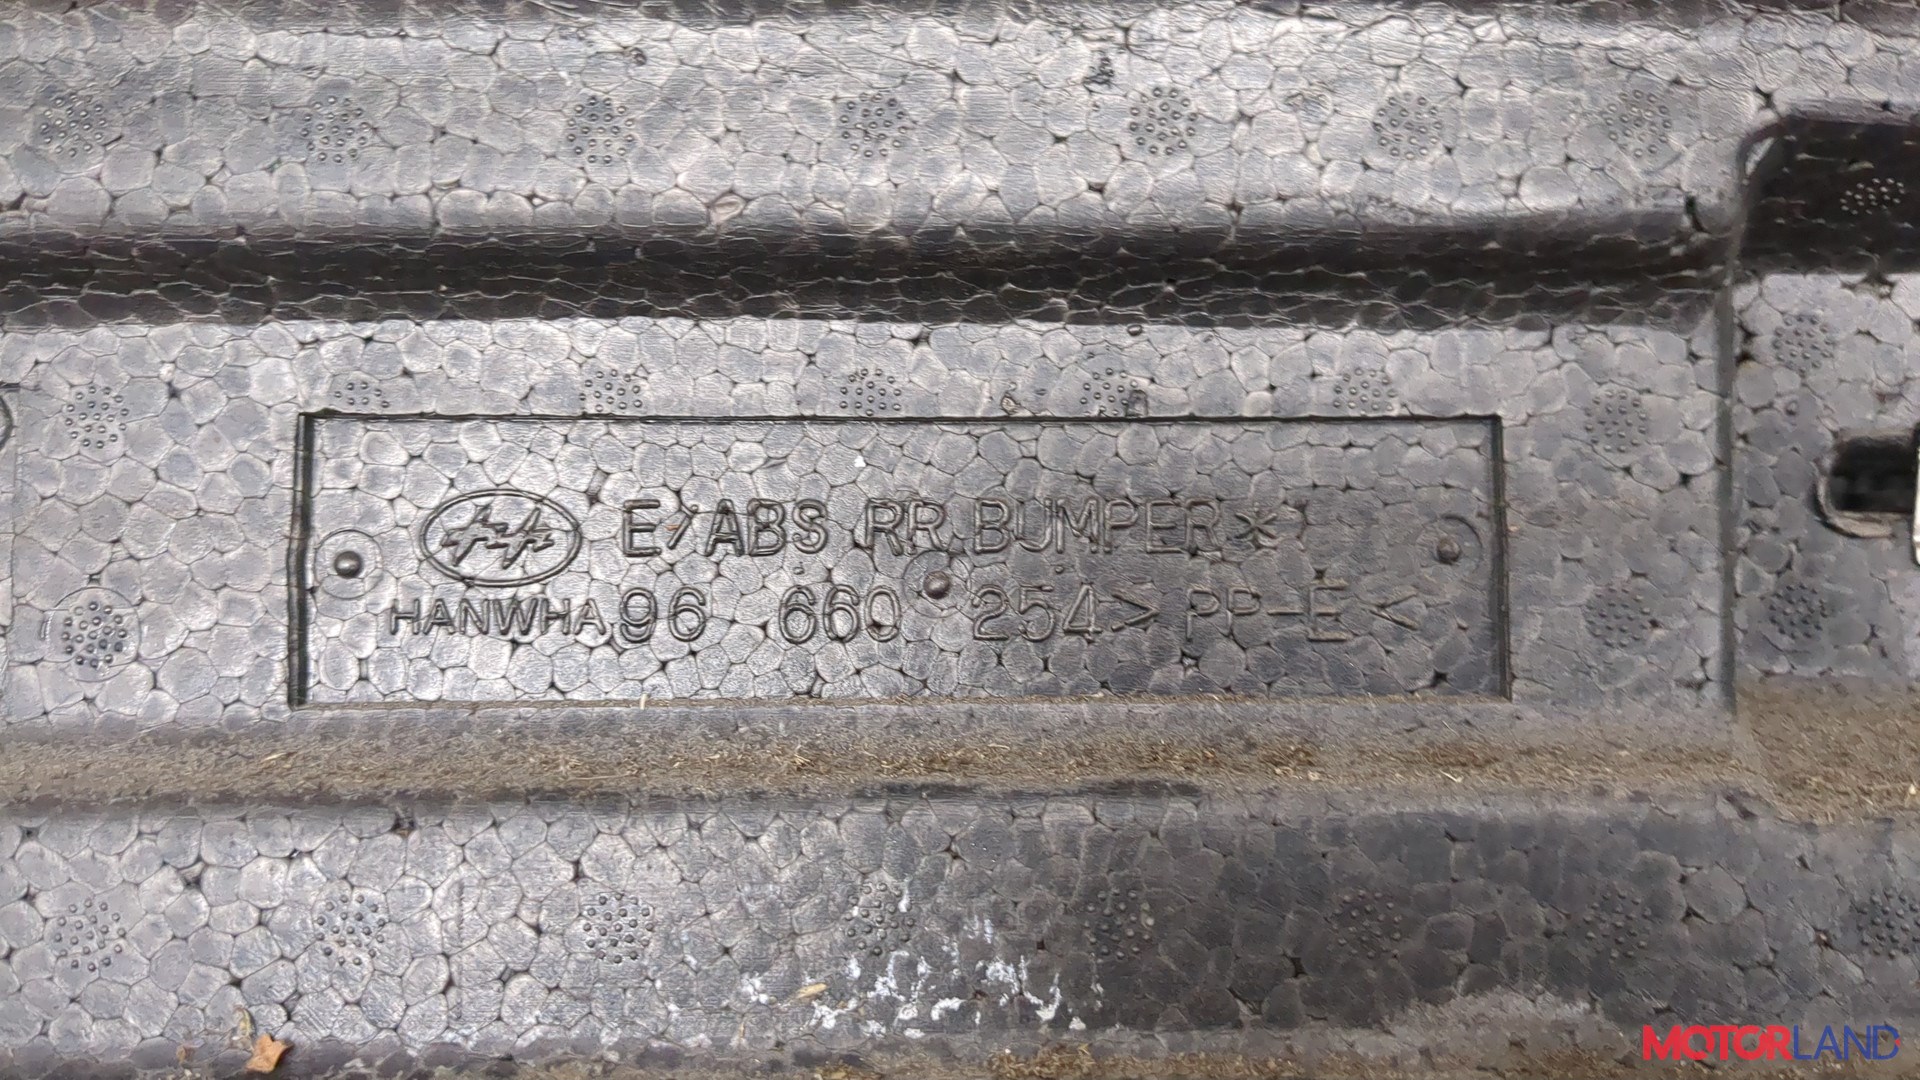 E/ABS RR BUMPER*
HANWHA 96 660 254 > PP-E <
MOTORLAND